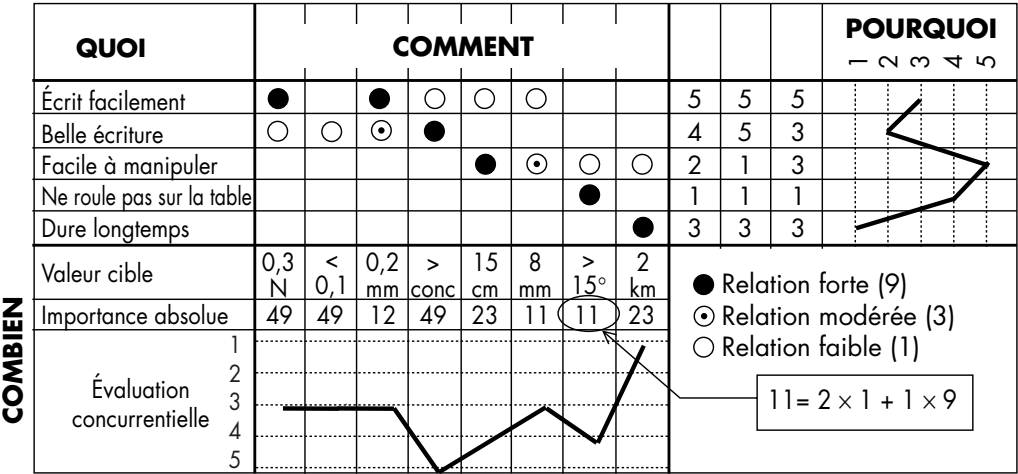 QUOI COMMENT POURQUOI
1 2 3 4 5
Écrit facilement 5 5 5
Belle écriture 4 5 3
Facile à manipuler 2 1 3
Ne roule pas sur la table 1 1 1
Dure longtemps 3 3 3
COMBIEN
Valeur cible 0,3 N < 0,1 0,2 mm > conc 15 cm 8 mm > 15° 2 km
Importance absolue 49 49 12 49 23 11 11 23
Évaluation concurrentielle
1
2
3
4
5
Relation forte (9)
Relation modérée (3)
Relation faible (1)
11= 2 × 1 + 1 × 9